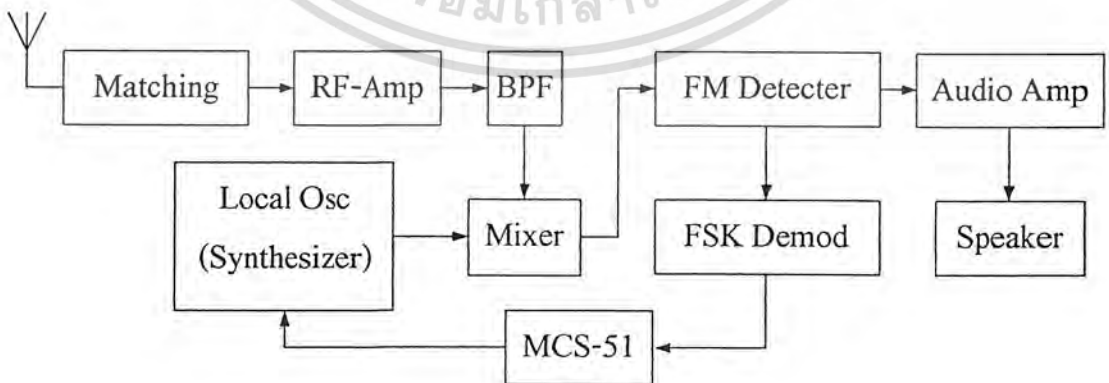 Matching
RF-Amp
BPF
FM Detecter
Audio Amp
Local Osc
(Synthesizer)
Mixer
FSK Demod
Speaker
MCS-51